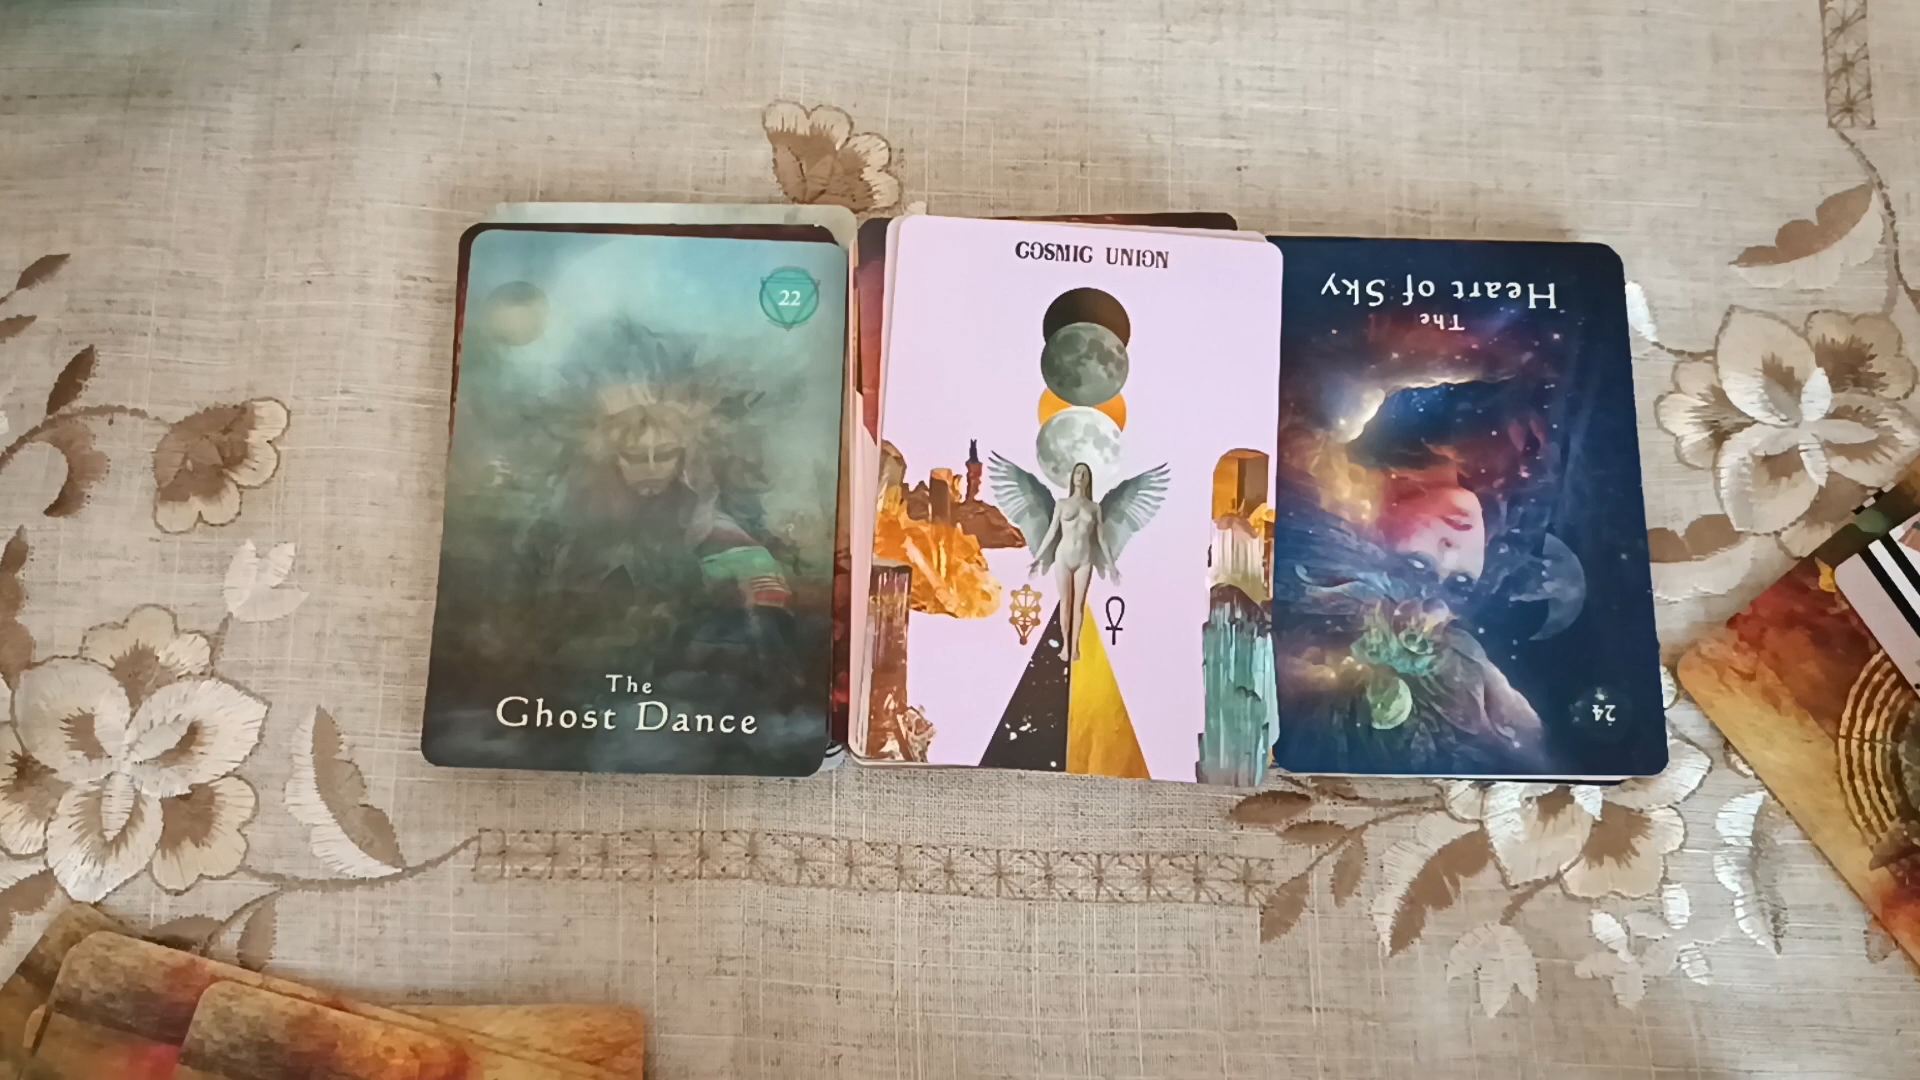 22
The
Ghost Dance
COSMIC UNION
The
Heart of Sky
24